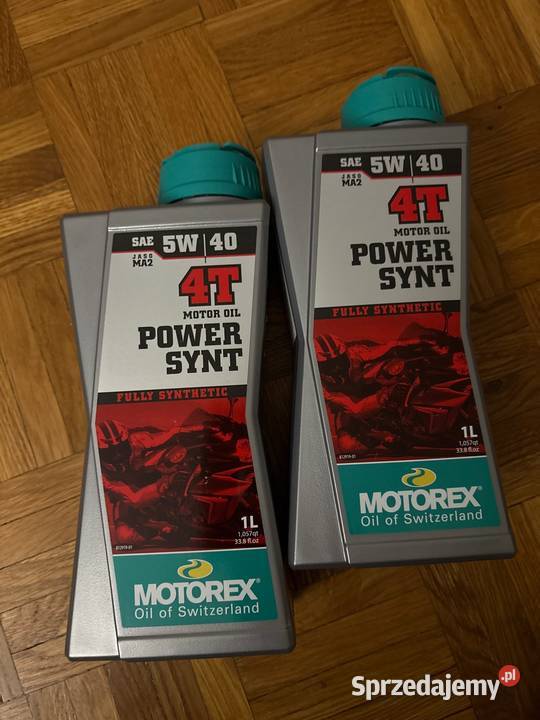 SAE 5W 40
JASO
MA2
4T
MOTOR OIL
POWER
SYNT
FULLY SYNTHETIC
1L
1,057qt
33.8 fl.oz
MOTOREX®
Oil of Switzerland
SAE 5W 40
JASO
MA2
4T
MOTOR OIL
POWER
SYNT
FULLY SYNTHETIC
1L
1,057qt
33.8 fl.oz
MOTOREX®
Oil of Switzerland
Sprzedajemy.pl